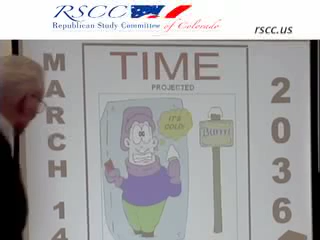 RSCC
Republican Study Committee of Colorado
rscc.us
TIME
PROJECTED
MARCH 14
2036
IT'S
COLD!